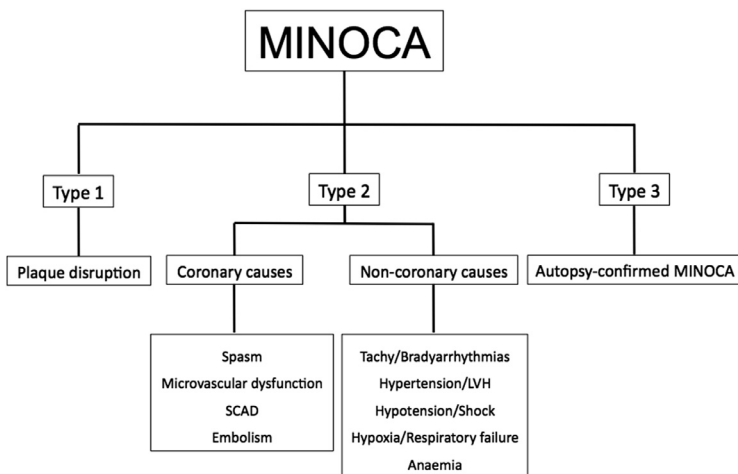 MINOCA
Type 1
Type 2
Type 3
Plaque disruption
Coronary causes
Non-coronary causes
Autopsy-confirmed MINOCA
Spasm
Microvascular dysfunction
SCAD
Embolism
Tachy/Bradyarrhythmias
Hypertension/LVH
Hypotension/Shock
Hypoxia/Respiratory failure
Anaemia